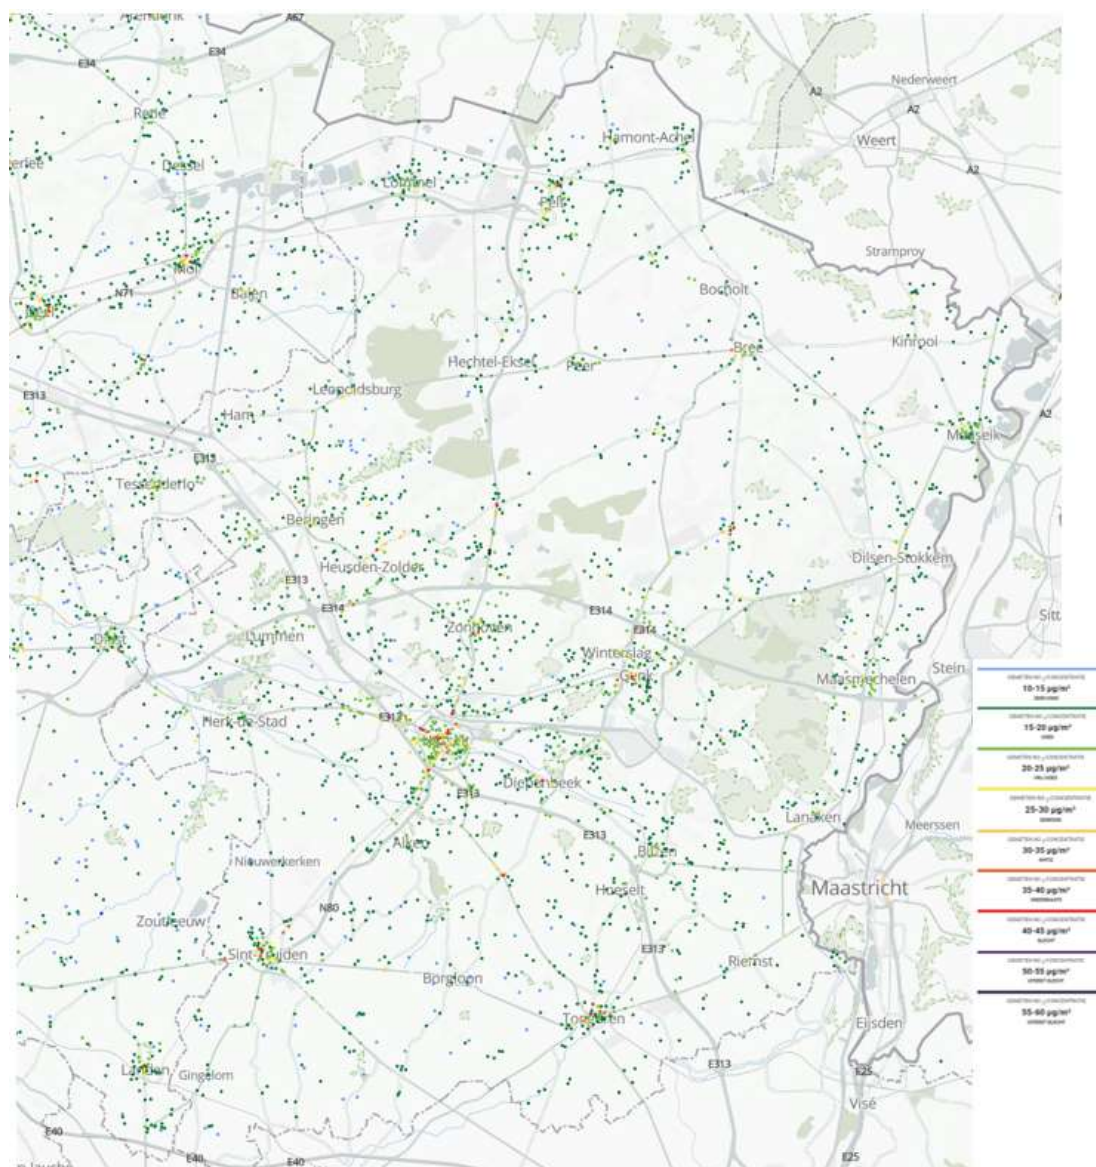 A67
E34
E34
Nederweert
A2
A2
Retie
Hamont-Achel
Weert
Dessel
A2
Lommel
Pelt
Mol
Stramproy
N71
Balen
Bocholt
Kinrooi
Bree
Hechtel-Eksel
Peer
Leopoldsburg
E313
Ham
A2
Maaseik
E313
Tessenderlo
Beringen
Dilsen-Stokkem
Heusden-Zolder
E313
E314
E314
Zonhoven
E314
Lummen
Diest
Winterslag
Genk
Stein
Maasmechelen
Herk-de-Stad
E313
Diepenbeek
E313
Lanaken
Meerssen
E313
Alken
Bilzen
Nieuwerkerken
Hoeselt
Maastricht
N80
Zoutleeuw
Sint-Truiden
E313
Riemst
Borgloon
Tongeren
Eijsden
E313
Landen
Gingelom
E25
Visé
E40
E40
E40
E25
10-15 µg/m³
15-20 µg/m³
20-25 µg/m³
25-30 µg/m³
30-35 µg/m³
35-40 µg/m³
40-45 µg/m³
50-55 µg/m³
55-60 µg/m³